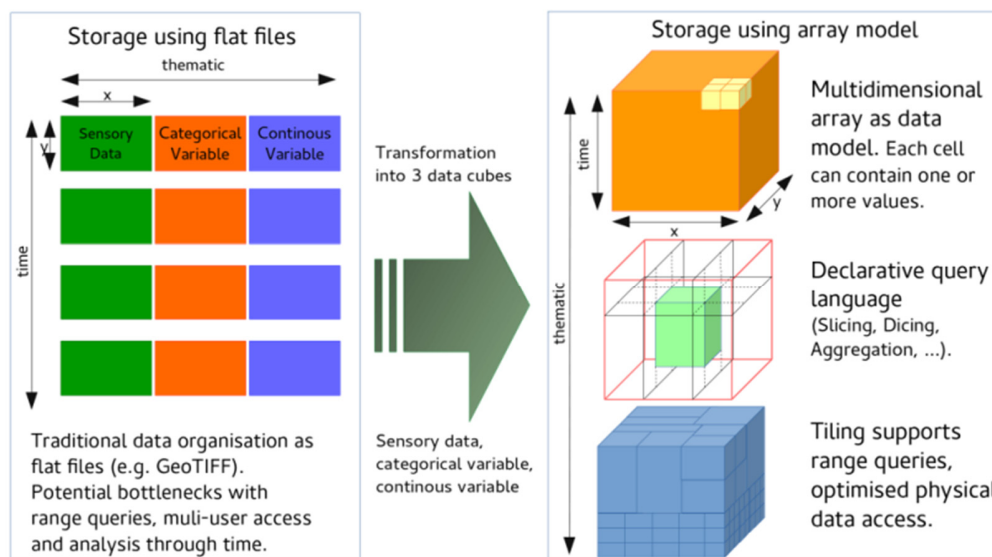 Storage using flat files
thematic
x
y
Sensory
Data
Categorical
Variable
Continous
Variable
time
Traditional data organisation as
flat files (e.g. GeoTIFF).
Potential bottlenecks with
range queries, muli-user access
and analysis through time.
Transformation
into 3 data cubes
Sensory data,
categorical variable,
continous variable
Storage using array model
time
x
y
thematic
Multidimensional
array as data
model. Each cell
can contain one or
more values.
Declarative query
language
(Slicing, Dicing,
Aggregation, ...).
Tiling supports
range queries,
optimised physical
data access.